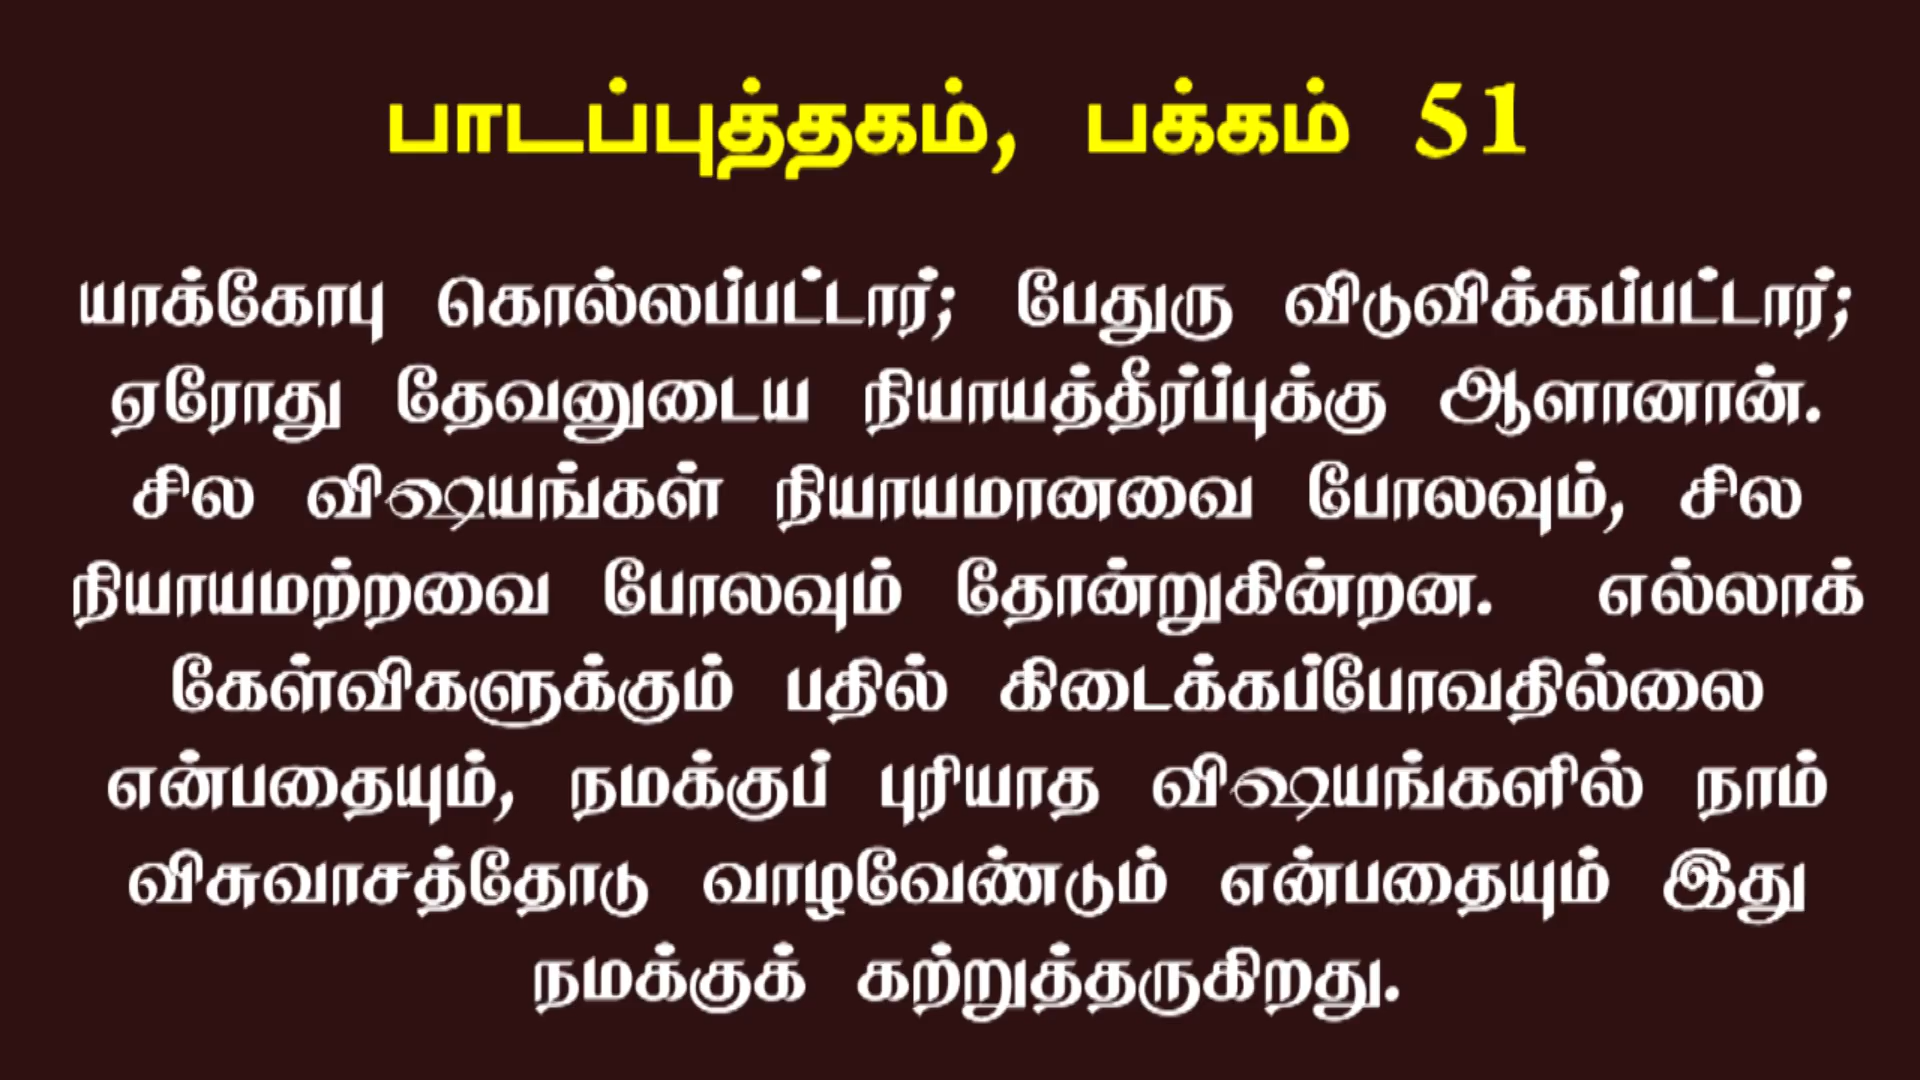 பாடப்புத்தகம், பக்கம் 51
யாக்கோபு கொல்லப்பட்டார்; பேதுரு விடுவிக்கப்பட்டார்;
ஏரோது தேவனுடைய நியாயத்தீர்ப்புக்கு ஆளானான்.
சில விஷயங்கள் நியாயமானவை போலவும், சில
நியாயமற்றவை போலவும் தோன்றுகின்றன. எல்லாக்
கேள்விகளுக்கும் பதில் கிடைக்கப்போவதில்லை
என்பதையும், நமக்குப் புரியாத விஷயங்களில் நாம்
விசுவாசத்தோடு வாழவேண்டும் என்பதையும் இது
நமக்குக் கற்றுத்தருகிறது.